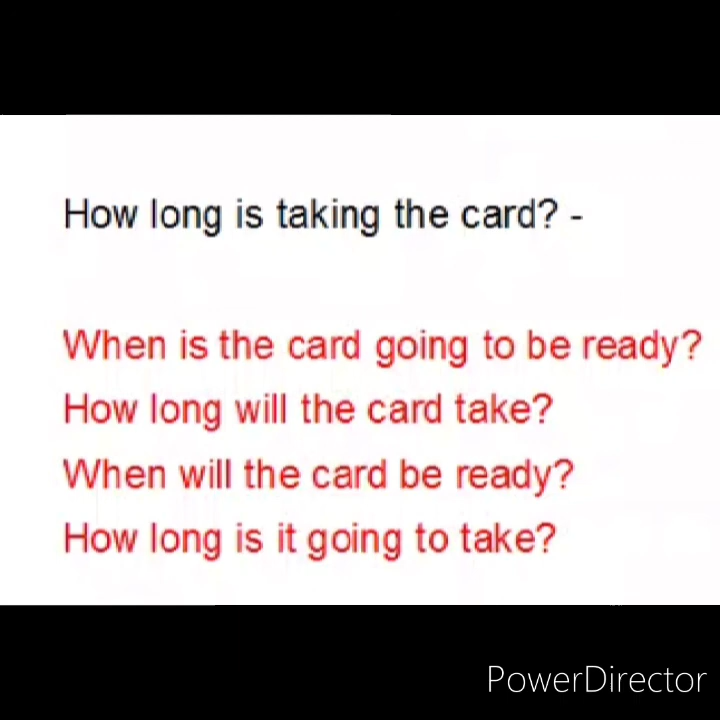 How long is taking the card? -
When is the card going to be ready?
How long will the card take?
When will the card be ready?
How long is it going to take?
PowerDirector